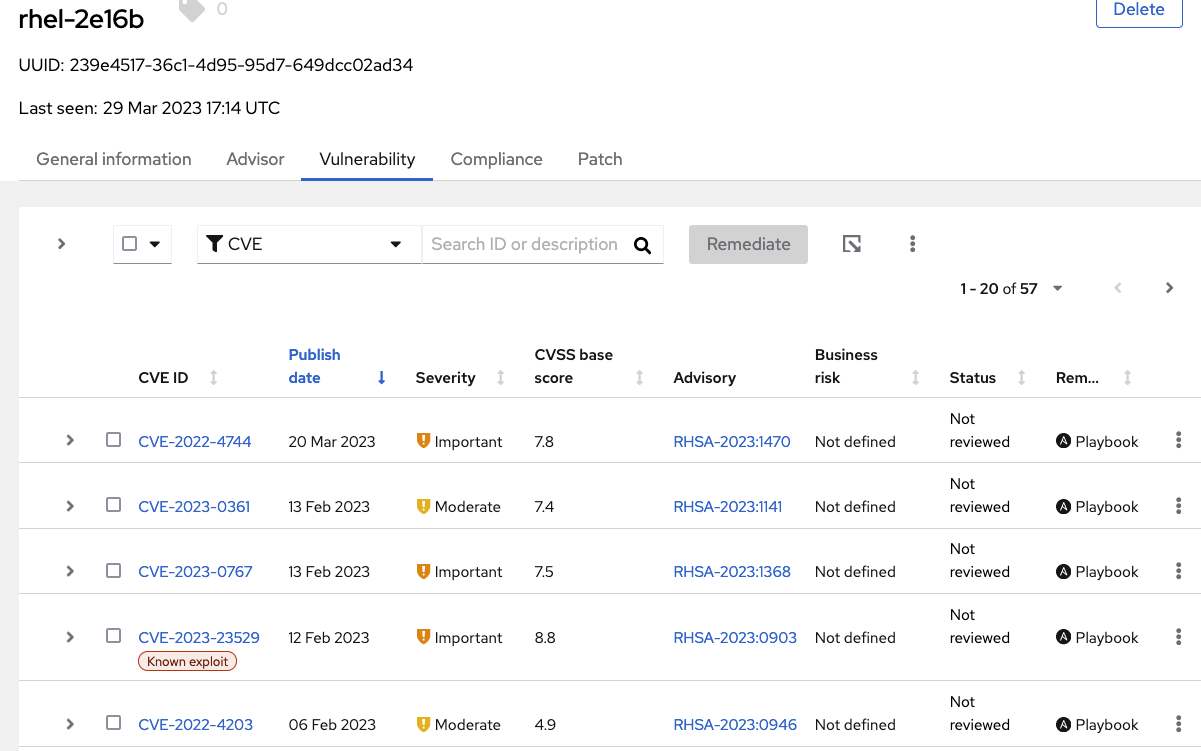 rhel-2e16b 0 Delete
UUID: 239e4517-36c1-4d95-95d7-649dcc02ad34
Last seen: 29 Mar 2023 17:14 UTC
General information Advisor Vulnerability Compliance Patch
CVE Search ID or description Remediate
1 - 20 of 57
CVE ID Publish date Severity CVSS base score Advisory Business risk Status Rem...
CVE-2022-4744 20 Mar 2023 Important 7.8 RHSA-2023:1470 Not defined Not reviewed Playbook
CVE-2023-0361 13 Feb 2023 Moderate 7.4 RHSA-2023:1141 Not defined Not reviewed Playbook
CVE-2023-0767 13 Feb 2023 Important 7.5 RHSA-2023:1368 Not defined Not reviewed Playbook
CVE-2023-23529 12 Feb 2023 Important 8.8 RHSA-2023:0903 Not defined Not reviewed Playbook
Known exploit
CVE-2022-4203 06 Feb 2023 Moderate 4.9 RHSA-2023:0946 Not defined Not reviewed Playbook